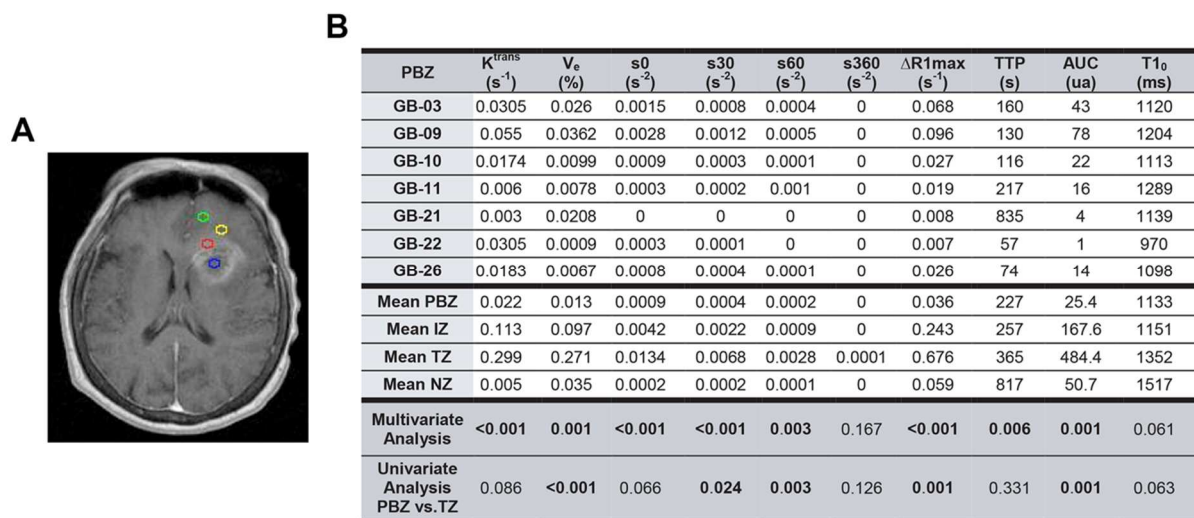 A
B
PBZ K^trans (s⁻¹) Vₑ (%) s0 (s⁻²) s30 (s⁻²) s60 (s⁻²) s360 (s⁻²) ΔR1max (s⁻¹) TTP (s) AUC (ua) T1₀ (ms)
GB-03 0.0305 0.026 0.0015 0.0008 0.0004 0 0.068 160 43 1120
GB-09 0.055 0.0362 0.0028 0.0012 0.0005 0 0.096 130 78 1204
GB-10 0.0174 0.0099 0.0009 0.0003 0.0001 0 0.027 116 22 1113
GB-11 0.006 0.0078 0.0003 0.0002 0.001 0 0.019 217 16 1289
GB-21 0.003 0.0208 0 0 0 0 0.008 835 4 1139
GB-22 0.0305 0.0009 0.0003 0.0001 0 0 0.007 57 1 970
GB-26 0.0183 0.0067 0.0008 0.0004 0.0001 0 0.026 74 14 1098
Mean PBZ 0.022 0.013 0.0009 0.0004 0.0002 0 0.036 227 25.4 1133
Mean IZ 0.113 0.097 0.0042 0.0022 0.0009 0 0.243 257 167.6 1151
Mean TZ 0.299 0.271 0.0134 0.0068 0.0028 0.0001 0.676 365 484.4 1352
Mean NZ 0.005 0.035 0.0002 0.0002 0.0001 0 0.059 817 50.7 1517
Multivariate Analysis <0.001 0.001 <0.001 <0.001 0.003 0.167 <0.001 0.006 0.001 0.061
Univariate Analysis PBZ vs.TZ 0.086 <0.001 0.066 0.024 0.003 0.126 0.001 0.331 0.001 0.063